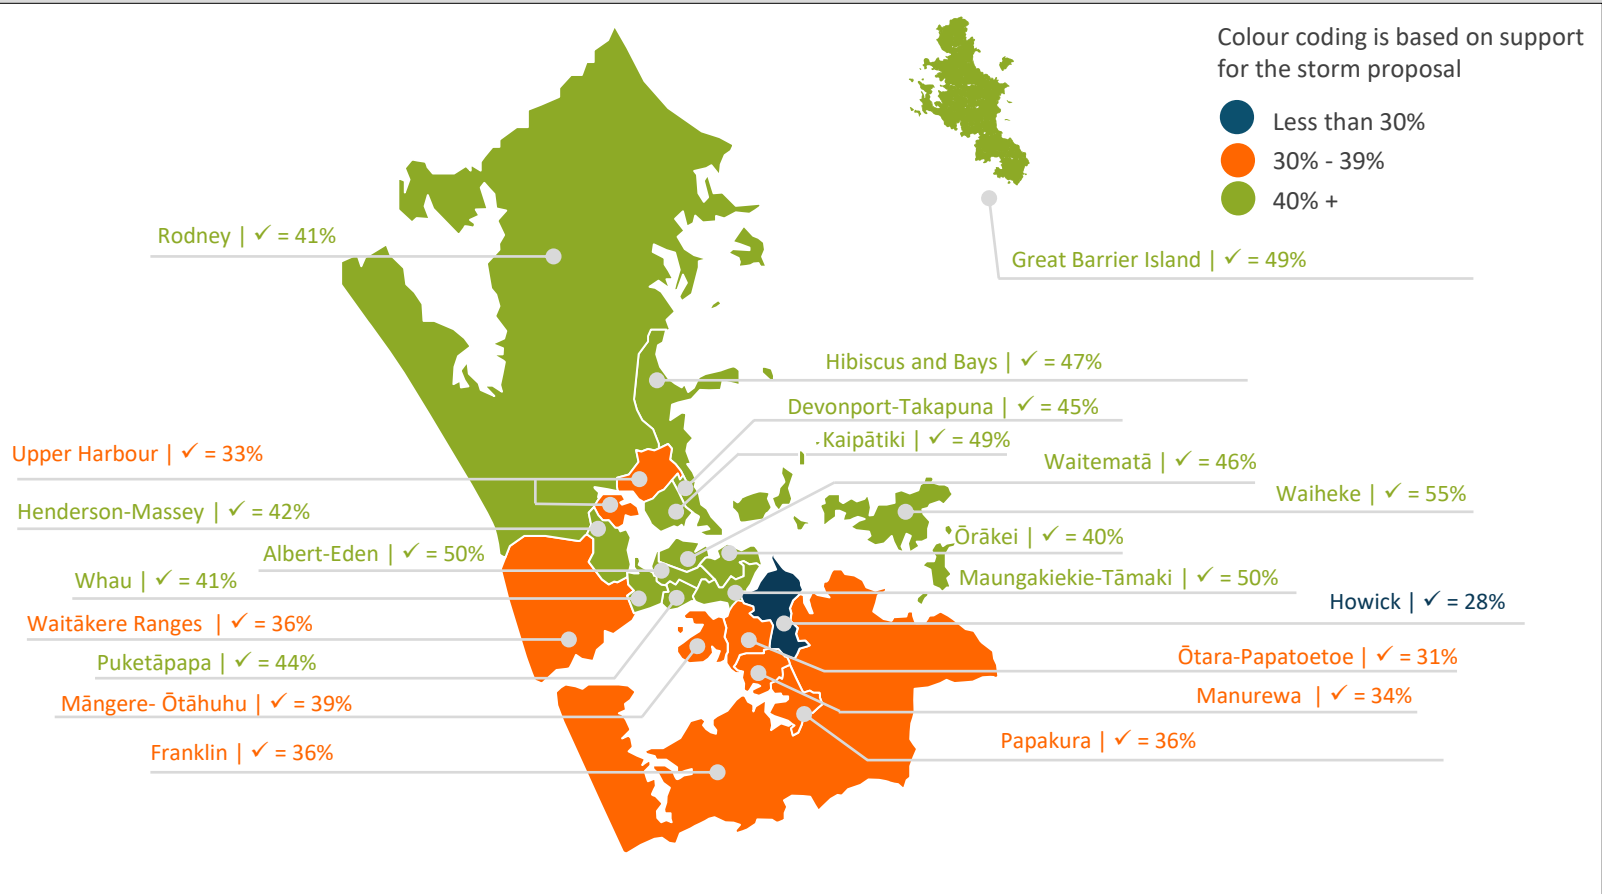 Colour coding is based on support
for the storm proposal
Less than 30%
30% - 39%
40% +
Rodney | ✓ = 41%
Great Barrier Island | ✓ = 49%
Hibiscus and Bays | ✓ = 47%
Devonport-Takapuna | ✓ = 45%
Kaipātiki | ✓ = 49%
Upper Harbour | ✓ = 33%
Waitematā | ✓ = 46%
Waiheke | ✓ = 55%
Henderson-Massey | ✓ = 42%
Ōrākei | ✓ = 40%
Albert-Eden | ✓ = 50%
Maungakiekie-Tāmaki | ✓ = 50%
Whau | ✓ = 41%
Howick | ✓ = 28%
Waitākere Ranges | ✓ = 36%
Ōtara-Papatoetoe | ✓ = 31%
Puketāpapa | ✓ = 44%
Manurewa | ✓ = 34%
Māngere- Ōtāhuhu | ✓ = 39%
Papakura | ✓ = 36%
Franklin | ✓ = 36%